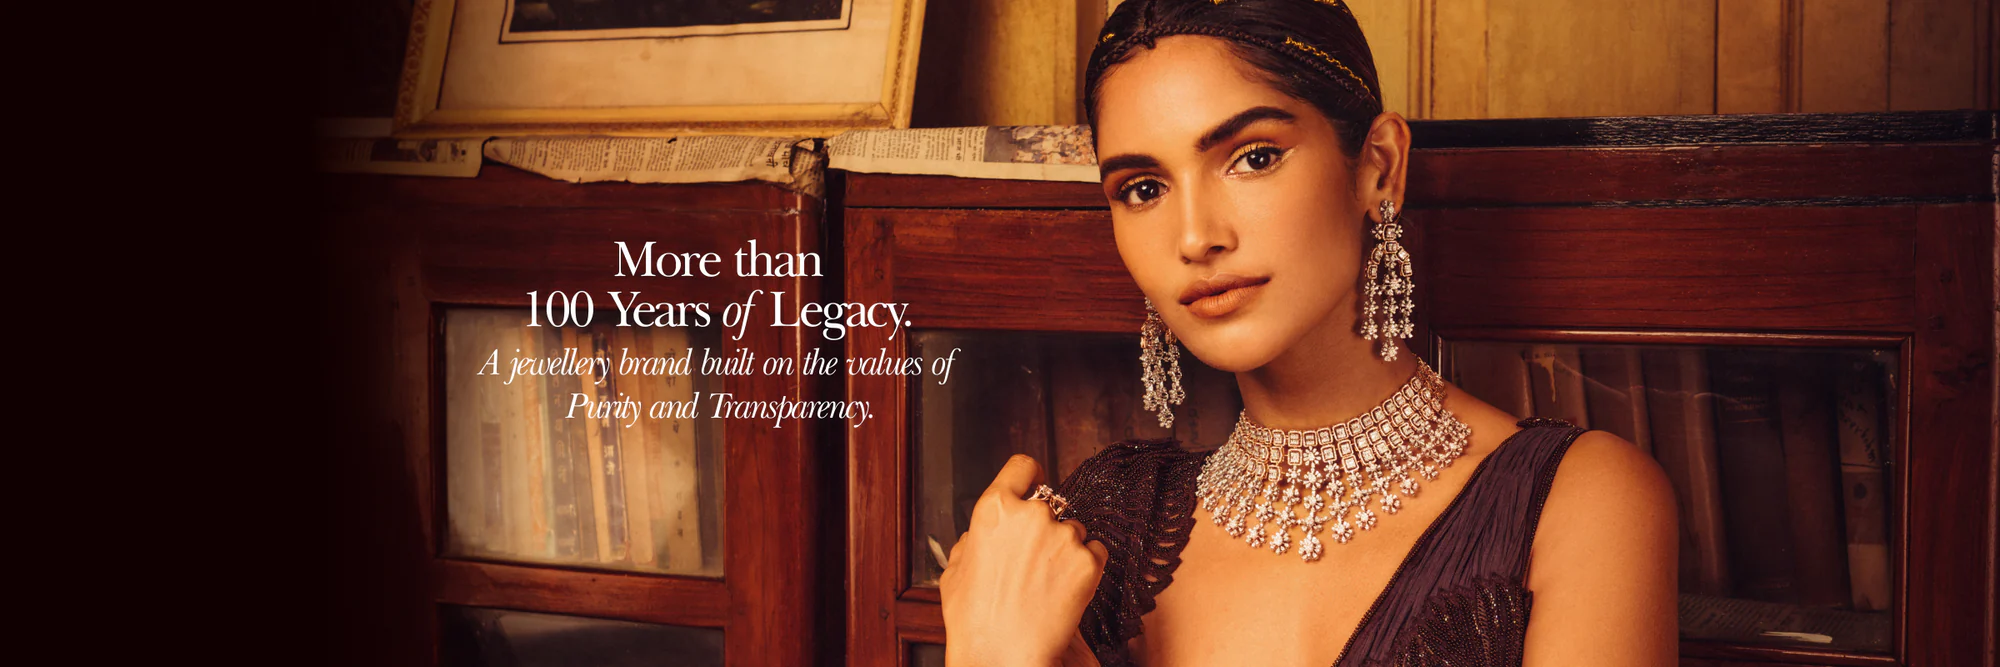 More than
100 Years of Legacy.
A jewellery brand built on the values of
Purity and Transparency.